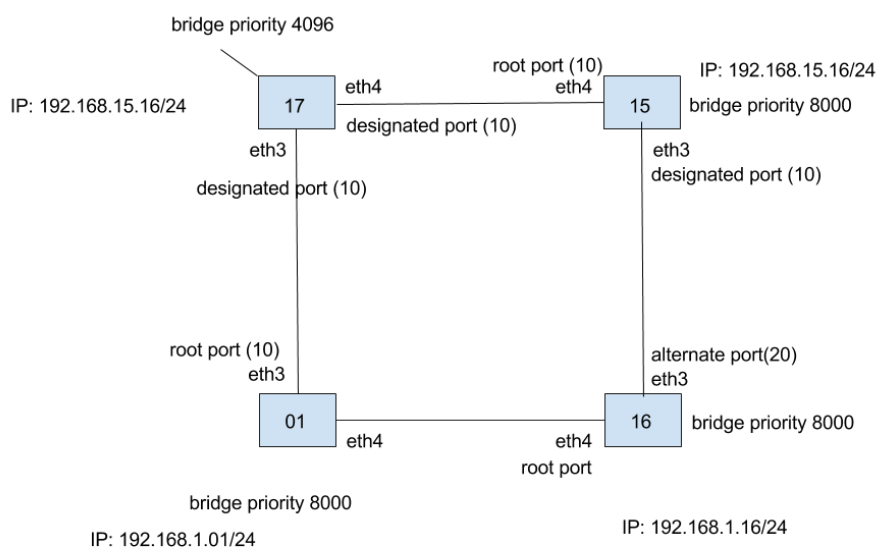 bridge priority 4096
IP: 192.168.15.16/24
17
eth4
designated port (10)
eth3
designated port (10)
root port (10)
eth4
15
IP: 192.168.15.16/24
bridge priority 8000
eth3
designated port (10)
root port (10)
eth3
01
eth4
bridge priority 8000
IP: 192.168.1.01/24
alternate port(20)
eth3
16
bridge priority 8000
eth4
root port
IP: 192.168.1.16/24